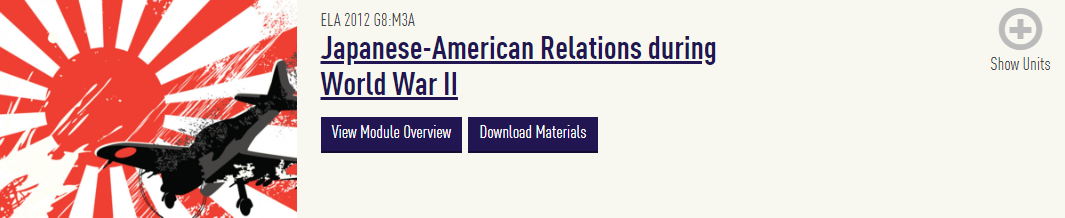 ELA 2012 G8:M3A
Japanese-American Relations during
World War II
View Module Overview
Download Materials
Show Units